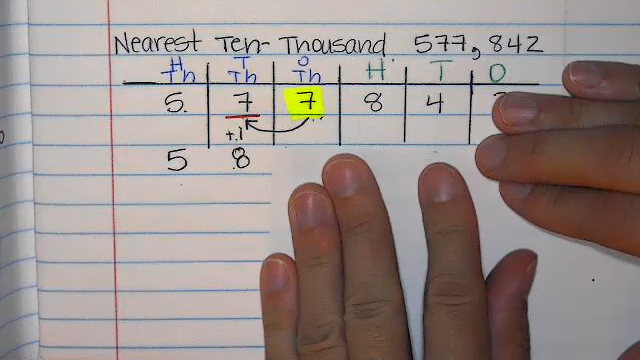 Nearest Ten-Thousand 577,842
H T O H T O
Th Th Th
5 7 7 8 4
+1
5 8